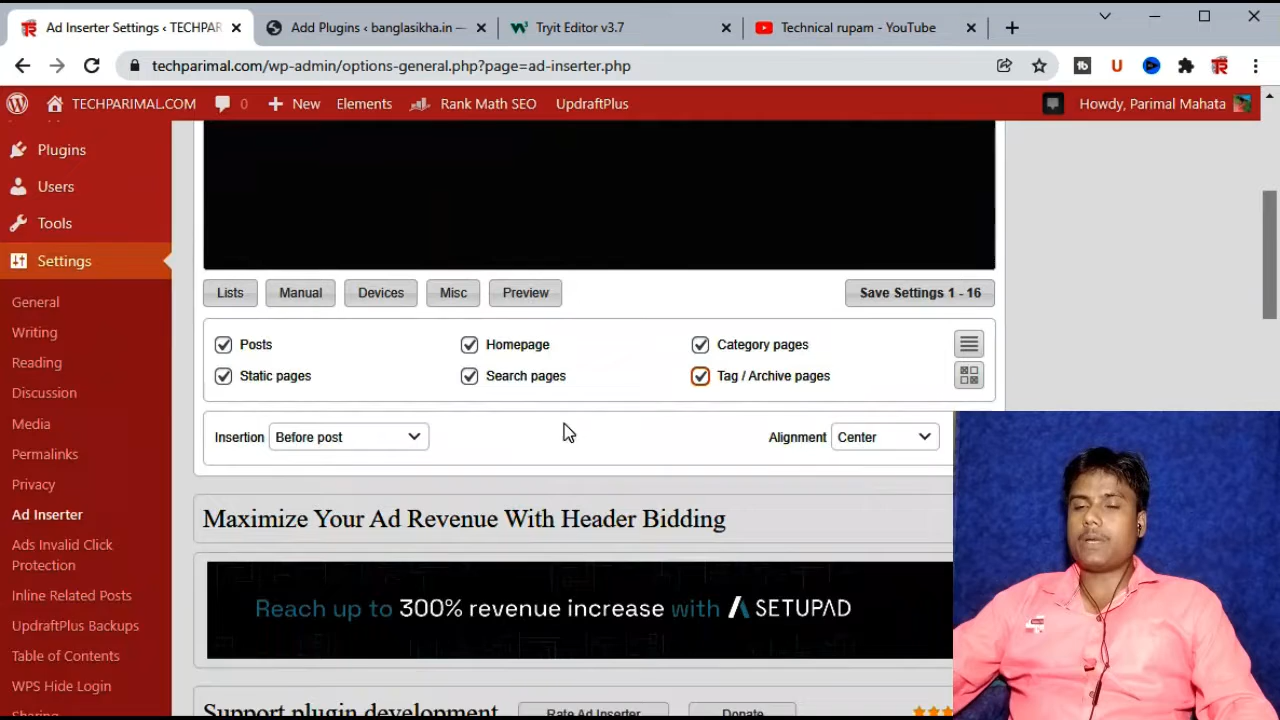 Ad Inserter Settings ‹ TECHPAR
Add Plugins ‹ banglasikha.in —
Tryit Editor v3.7
Technical rupam - YouTube
techparimal.com/wp-admin/options-general.php?page=ad-inserter.php
TECHPARIMAL.COM
0
New
Elements
Rank Math SEO
UpdraftPlus
Howdy, Parimal Mahata
Plugins
Users
Tools
Settings
General
Writing
Reading
Discussion
Media
Permalinks
Privacy
Ad Inserter
Ads Invalid Click
Protection
Inline Related Posts
UpdraftPlus Backups
Table of Contents
WPS Hide Login
Lists
Manual
Devices
Misc
Preview
Save Settings 1 - 16
Posts
Homepage
Category pages
Static pages
Search pages
Tag / Archive pages
Insertion
Before post
Alignment
Center
Maximize Your Ad Revenue With Header Bidding
Reach up to 300% revenue increase with SETUPAD
Support plugin development
Rate Ad Inserter
Donate